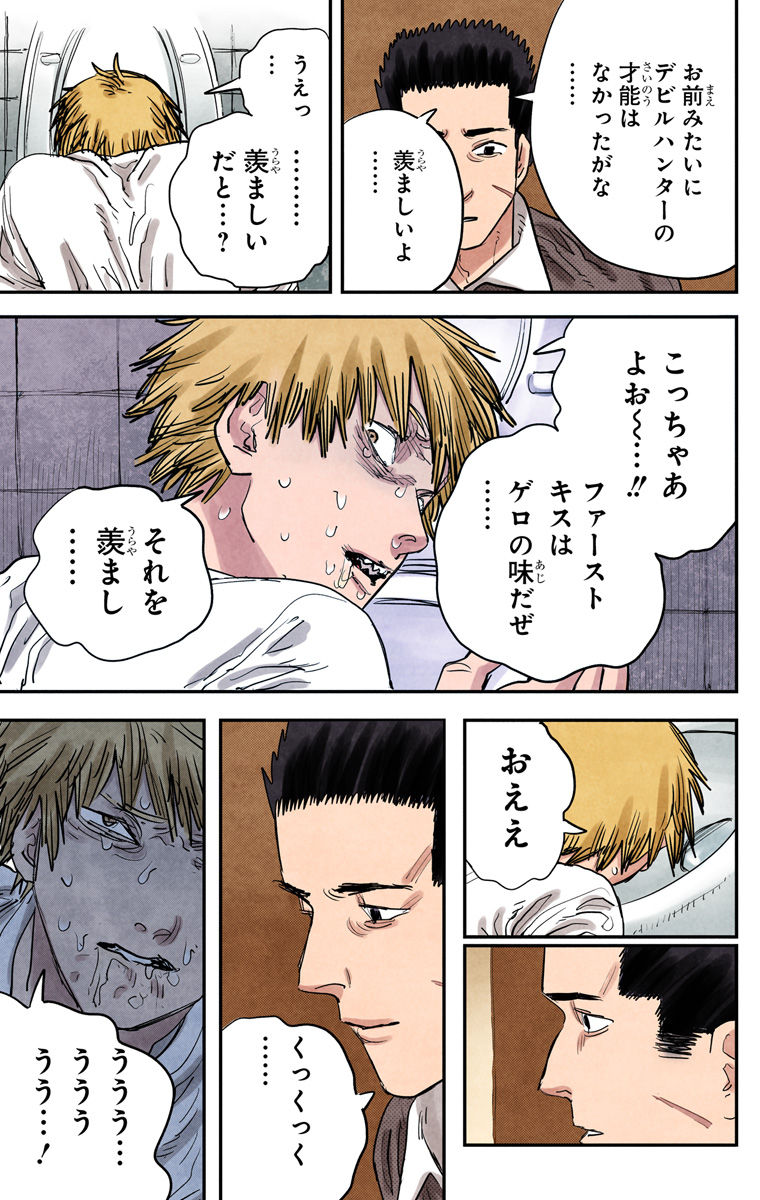 お前みたいに
デビルハンターの
才能は
なかったがな
……
羨ましいよ
……
うえっ
…
………
羨ましい
だと…?
こっちゃあ
よぉ〜…!!
ファースト
キスは
ゲロの味だぜ
……
それを
羨まし
……
おええ
くっくっく
……
ううう…
ううう
うう…!